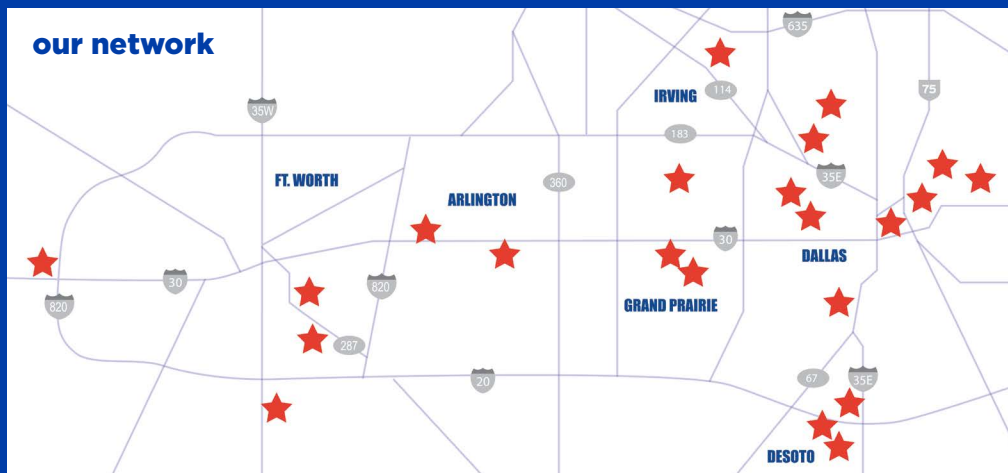 our network
635
114
75
IRVING
35W
183
35E
FT. WORTH
360
ARLINGTON
30
DALLAS
30
820
820
GRAND PRAIRIE
287
20
67
35E
DESOTO